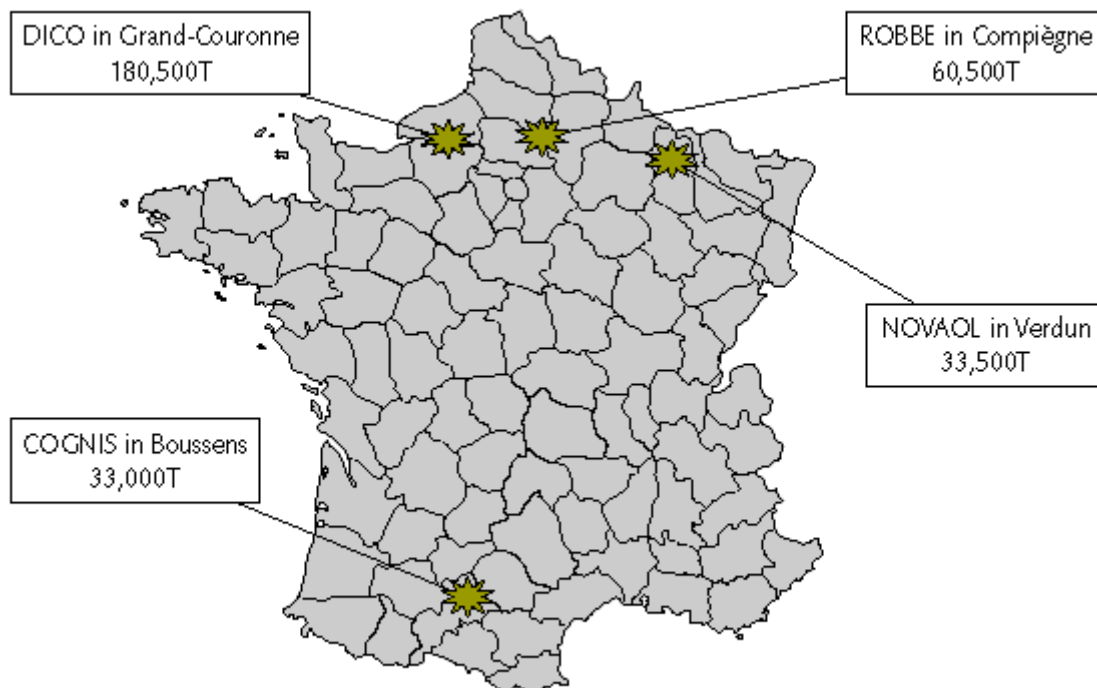 DICO in Grand-Couronne
180,500T
ROBBE in Compiègne
60,500T
NOVAOL in Verdun
33,500T
COGNIS in Boussens
33,000T